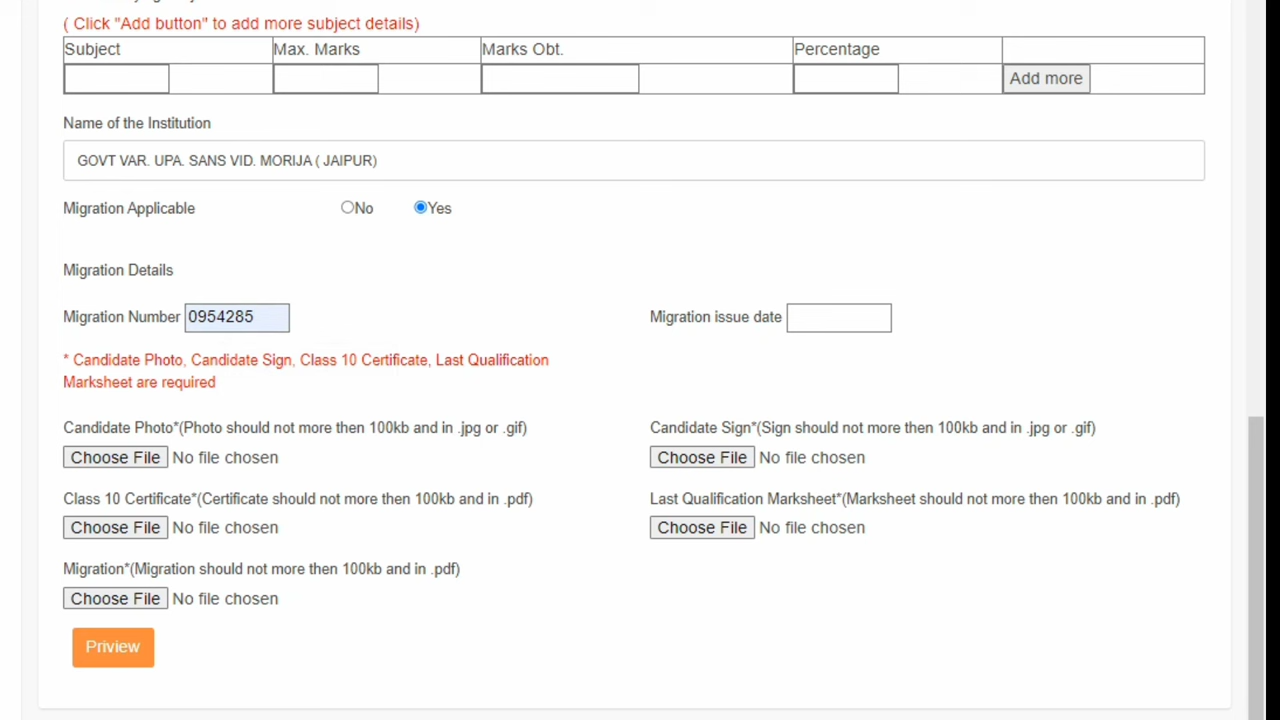 ( Click "Add button" to add more subject details)
Subject Max. Marks Marks Obt. Percentage
Add more
Name of the Institution
GOVT VAR. UPA. SANS VID. MORIJA ( JAIPUR)
Migration Applicable No Yes
Migration Details
Migration Number 0954285 Migration issue date
* Candidate Photo, Candidate Sign, Class 10 Certificate, Last Qualification
Marksheet are required
Candidate Photo*(Photo should not more then 100kb and in .jpg or .gif) Candidate Sign*(Sign should not more then 100kb and in .jpg or .gif)
Choose File No file chosen Choose File No file chosen
Class 10 Certificate*(Certificate should not more then 100kb and in .pdf) Last Qualification Marksheet*(Marksheet should not more then 100kb and in .pdf)
Choose File No file chosen Choose File No file chosen
Migration*(Migration should not more then 100kb and in .pdf)
Choose File No file chosen
Priview